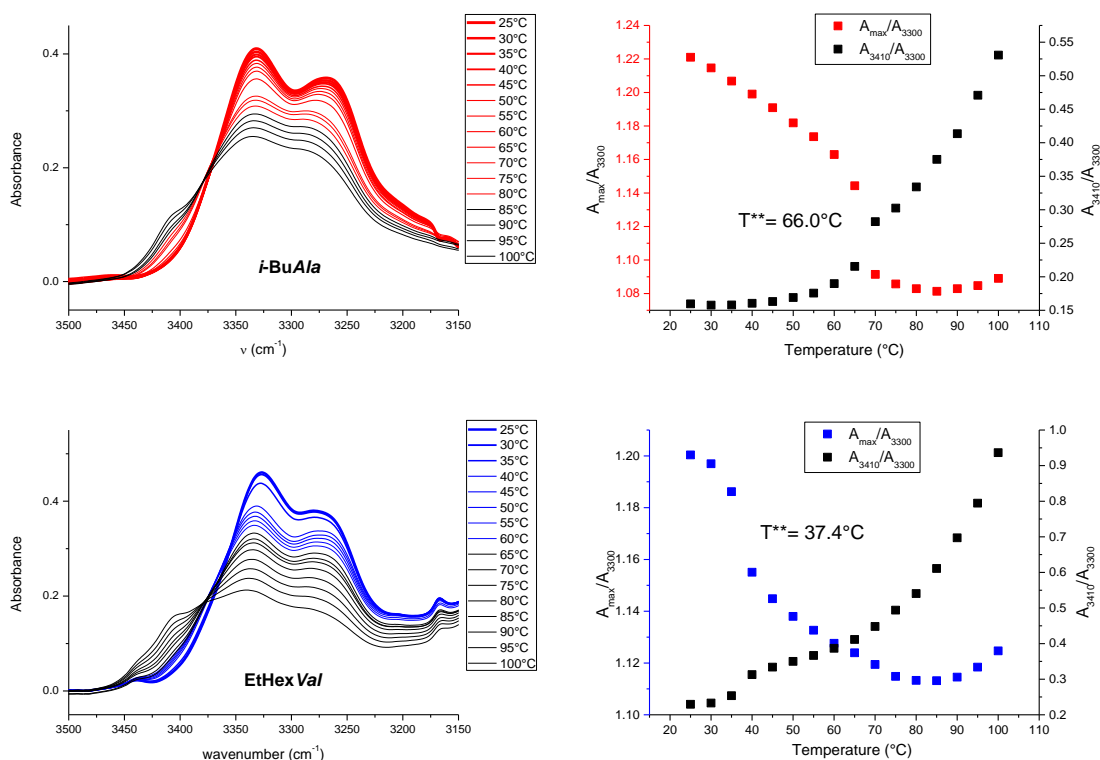 0.4
0.2
0.0
Absorbance
3500
3450
3400
3350
3300
3250
3200
3150
ν (cm⁻¹)
i-BuAla
25°C
30°C
35°C
40°C
45°C
50°C
55°C
60°C
65°C
70°C
75°C
80°C
85°C
90°C
95°C
100°C
1.24
1.22
1.20
1.18
1.16
1.14
1.12
1.10
1.08
Amax/A3300
Amax/A3300
A3410/A3300
T**= 66.0°C
0.55
0.50
0.45
0.40
0.35
0.30
0.25
0.20
0.15
A3410/A3300
20
30
40
50
60
70
80
90
100
110
Temperature (°C)
0.4
0.2
0.0
Absorbance
3500
3450
3400
3350
3300
3250
3200
3150
wavenumber (cm⁻¹)
EtHexVal
25°C
30°C
35°C
40°C
45°C
50°C
55°C
60°C
65°C
70°C
75°C
80°C
85°C
90°C
95°C
100°C
1.20
1.18
1.16
1.14
1.12
1.10
Amax/A3300
Amax/A3300
A3410/A3300
T**= 37.4°C
1.0
0.9
0.8
0.7
0.6
0.5
0.4
0.3
0.2
A3410/A3300
20
30
40
50
60
70
80
90
100
110
Temperature (°C)